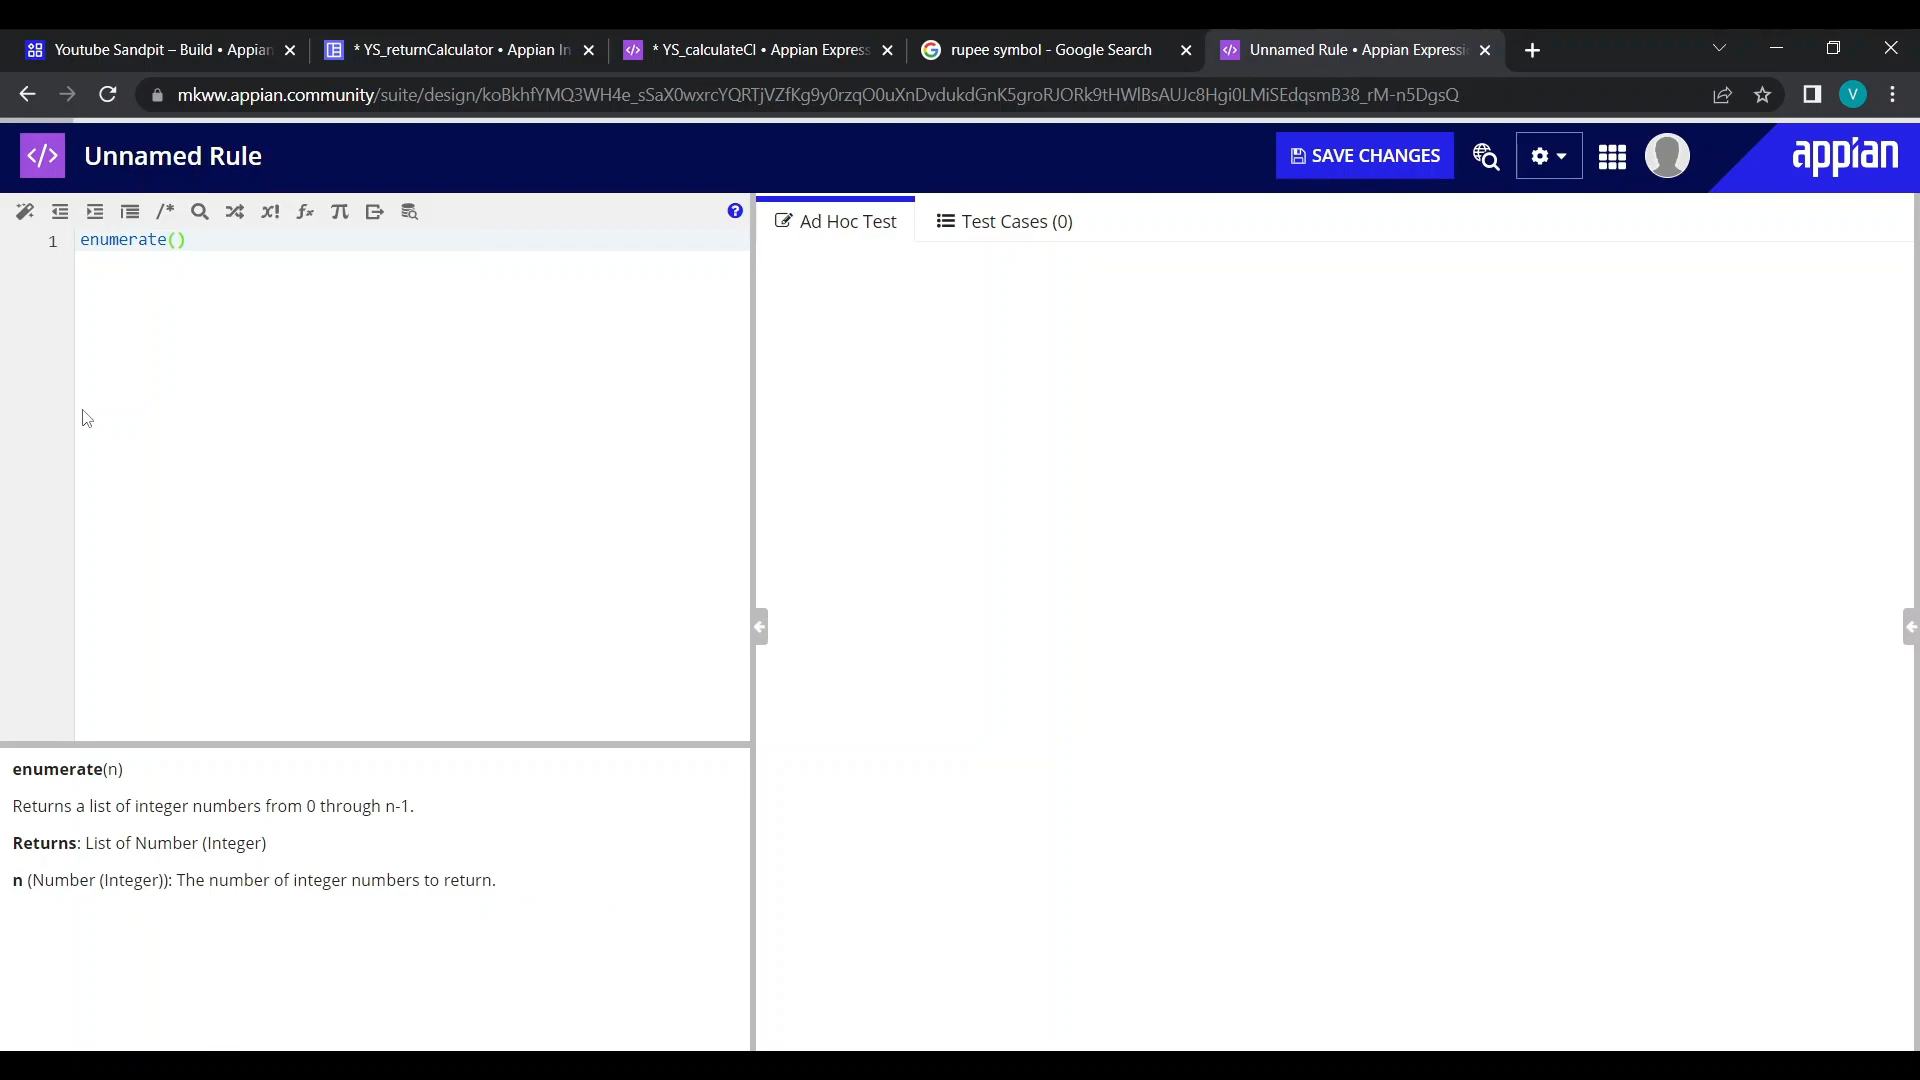 Youtube Sandpit – Build • Appian
* YS_returnCalculator • Appian In
* YS_calculateCI • Appian Express
rupee symbol - Google Search
Unnamed Rule • Appian Expressi
mkww.appian.community/suite/design/koBkhfYMQ3WH4e_sSaX0wxrcYQRTjVZfKg9y0rzqO0uXnDvdukdGnK5groRJORk9tHWlBsAUJc8Hgi0LMiSEdqsmB38_rM-n5DgsQ
V
Unnamed Rule
SAVE CHANGES
appian
Ad Hoc Test
Test Cases (0)
1
enumerate()
enumerate(n)
Returns a list of integer numbers from 0 through n-1.
Returns: List of Number (Integer)
n (Number (Integer)): The number of integer numbers to return.